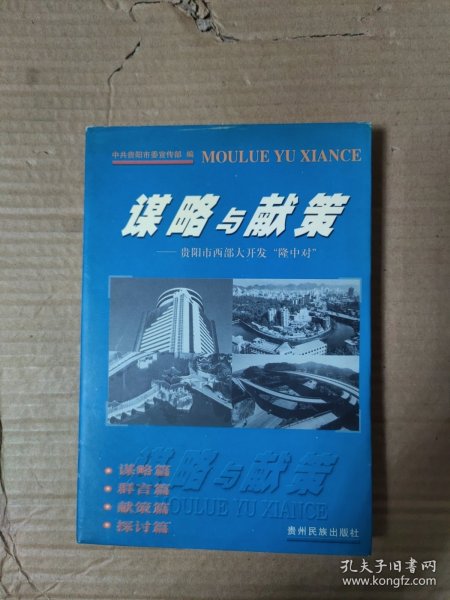 中共贵阳市委宣传部 编 MOULUE YU XIANCE
谋略与献策
——贵阳市西部大开发“隆中对”
谋略与献策
MOULUE YU XIANCE
• 谋略篇
• 群言篇
• 献策篇
• 探讨篇
贵州民族出版社
孔夫子旧书网
www.kongfz.com